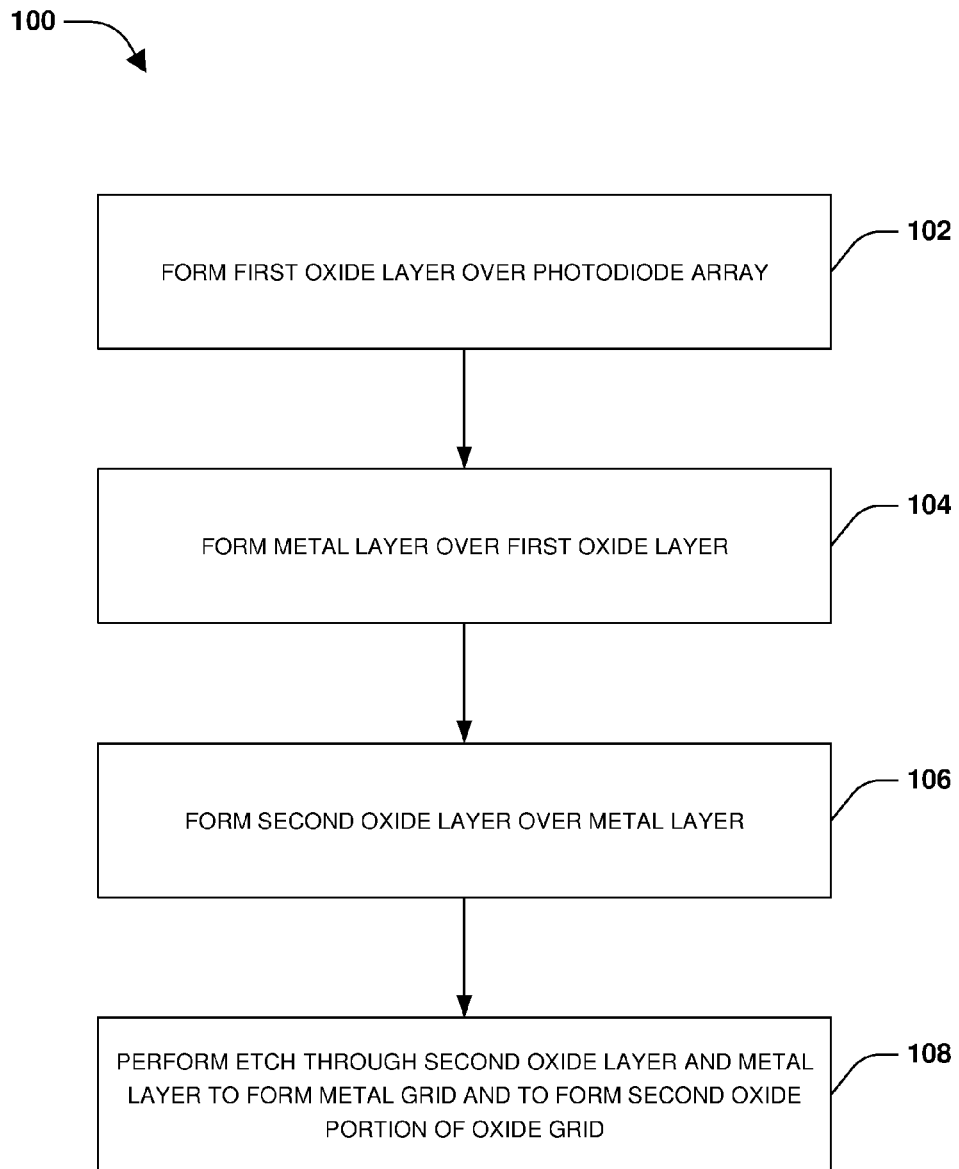 100
102
FORM FIRST OXIDE LAYER OVER PHOTODIODE ARRAY
104
FORM METAL LAYER OVER FIRST OXIDE LAYER
106
FORM SECOND OXIDE LAYER OVER METAL LAYER
108
PERFORM ETCH THROUGH SECOND OXIDE LAYER AND METAL
LAYER TO FORM METAL GRID AND TO FORM SECOND OXIDE
PORTION OF OXIDE GRID